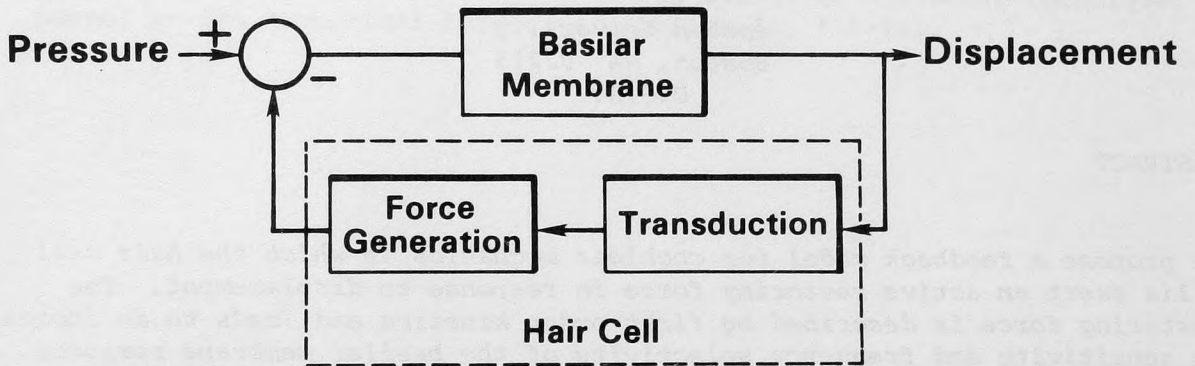 Pressure
+
−
Basilar
Membrane
Displacement
Force
Generation
Transduction
Hair Cell